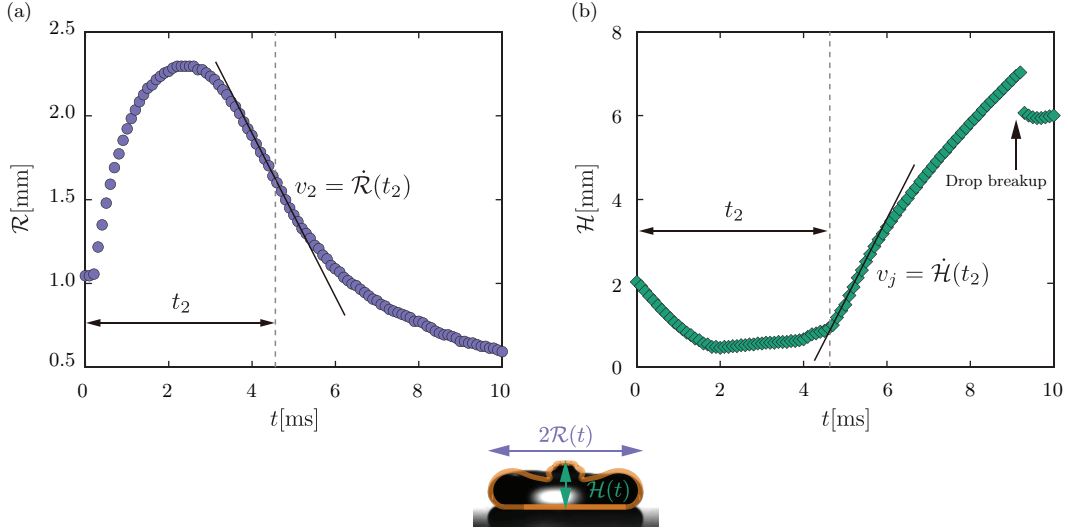 (a)
2.5
2.0
1.5
1.0
0.5
ℛ[mm]
v₂ = ℛ̇(t₂)
t₂
0
2
4
6
8
10
t[ms]
(b)
8
6
4
2
0
ℋ[mm]
Drop breakup
t₂
v_j = ℋ̇(t₂)
0
2
4
6
8
10
t[ms]
2ℛ(t)
ℋ(t)